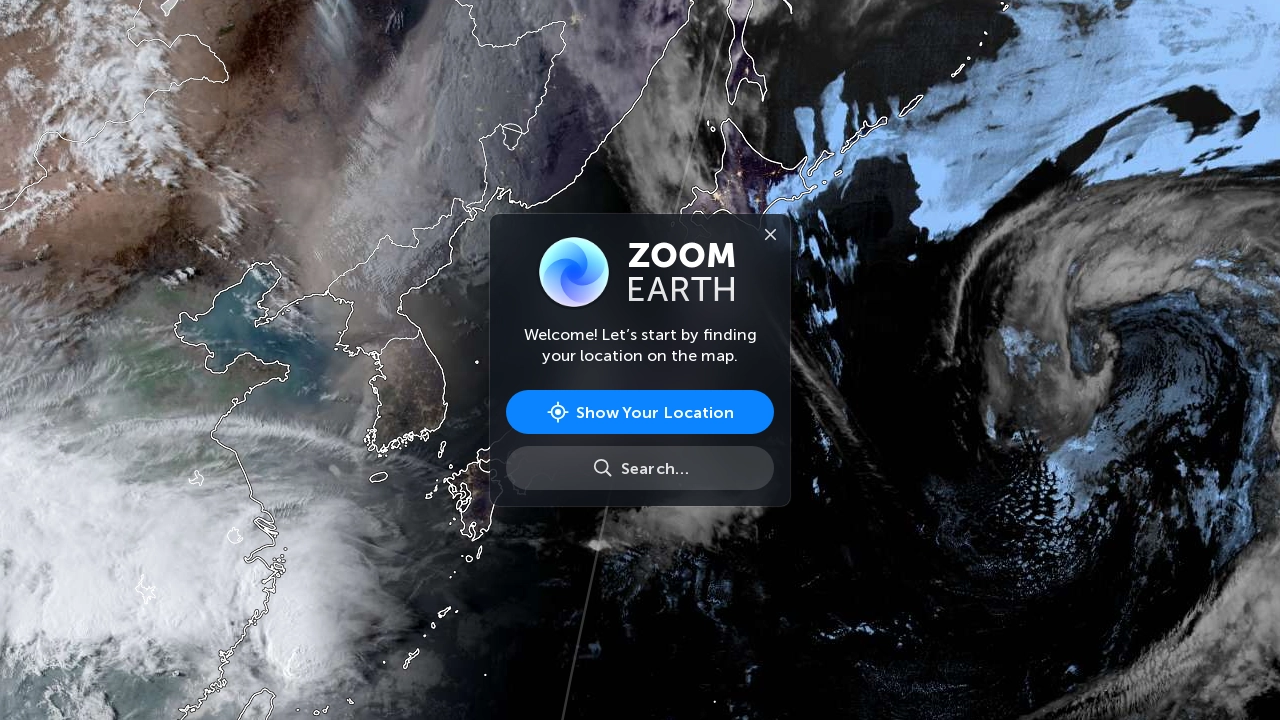 ZOOM
EARTH
Welcome! Let’s start by finding
your location on the map.
Show Your Location
Search…